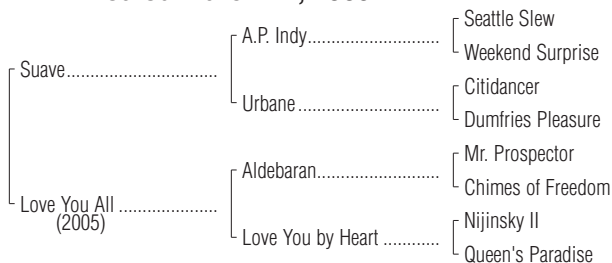 Seattle Slew
A.P. Indy
Weekend Surprise
Suave
Citidancer
Urbane
Dumfries Pleasure
Mr. Prospector
Aldebaran
Chimes of Freedom
Love You All
(2005)
Nijinsky II
Love You by Heart
Queen's Paradise